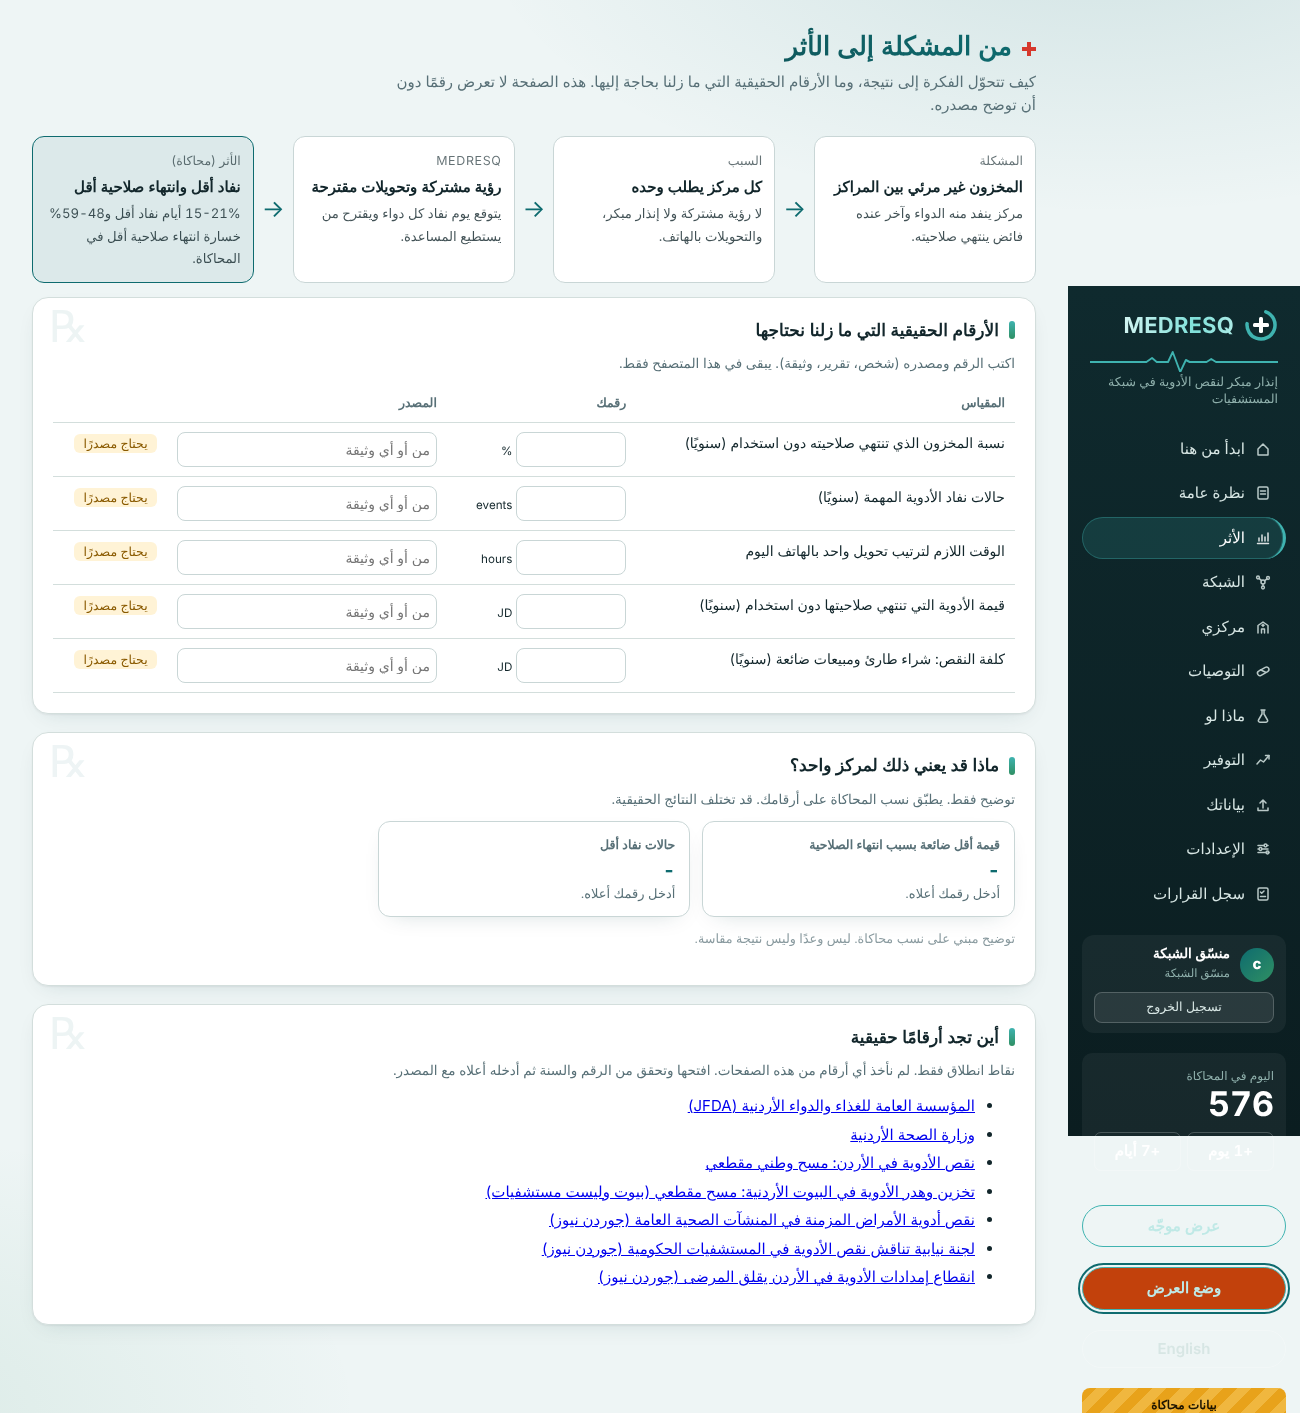 من المشكلة إلى الأثر
كيف تتحوّل الفكرة إلى نتيجة، وما الأرقام الحقيقية التي ما زلنا بحاجة إليها. هذه الصفحة لا تعرض رقمًا دون
أن توضح مصدره.
المشكلة
المخزون غير مرئي بين المراكز
مركز ينفد منه الدواء وآخر عنده
فائض ينتهي صلاحيته.
السبب
كل مركز يطلب وحده
لا رؤية مشتركة ولا إنذار مبكر،
والتحويلات بالهاتف.
MEDRESQ
رؤية مشتركة وتحويلات مقترحة
يتوقع يوم نفاد كل دواء ويقترح من
يستطيع المساعدة.
الأثر (محاكاة)
نفاد أقل وانتهاء صلاحية أقل
15-21% أيام نفاد أقل و48-59%
خسارة انتهاء صلاحية أقل في
المحاكاة.
الأرقام الحقيقية التي ما زلنا نحتاجها
℞
اكتب الرقم ومصدره (شخص، تقرير، وثيقة). يبقى في هذا المتصفح فقط.
المقياس رقمك المصدر
نسبة المخزون الذي تنتهي صلاحيته دون استخدام (سنويًا) % من أو أي وثيقة يحتاج مصدرًا
حالات نفاد الأدوية المهمة (سنويًا) events من أو أي وثيقة يحتاج مصدرًا
الوقت اللازم لترتيب تحويل واحد بالهاتف اليوم hours من أو أي وثيقة يحتاج مصدرًا
قيمة الأدوية التي تنتهي صلاحيتها دون استخدام (سنويًا) JD من أو أي وثيقة يحتاج مصدرًا
كلفة النقص: شراء طارئ ومبيعات ضائعة (سنويًا) JD من أو أي وثيقة يحتاج مصدرًا
ماذا قد يعني ذلك لمركز واحد؟
℞
توضيح فقط. يطبّق نسب المحاكاة على أرقامك. قد تختلف النتائج الحقيقية.
قيمة أقل ضائعة بسبب انتهاء الصلاحية
-
أدخل رقمك أعلاه.
حالات نفاد أقل
-
أدخل رقمك أعلاه.
توضيح مبني على نسب محاكاة. ليس وعدًا وليس نتيجة مقاسة.
أين تجد أرقامًا حقيقية
℞
نقاط انطلاق فقط. لم نأخذ أي أرقام من هذه الصفحات. افتحها وتحقق من الرقم والسنة ثم أدخله أعلاه مع المصدر.
المؤسسة العامة للغذاء والدواء الأردنية (JFDA)
وزارة الصحة الأردنية
نقص الأدوية في الأردن: مسح وطني مقطعي
تخزين وهدر الأدوية في البيوت الأردنية: مسح مقطعي (بيوت وليست مستشفيات)
نقص أدوية الأمراض المزمنة في المنشآت الصحية العامة (جوردن نيوز)
لجنة نيابية تناقش نقص الأدوية في المستشفيات الحكومية (جوردن نيوز)
انقطاع إمدادات الأدوية في الأردن يقلق المرضى (جوردن نيوز)
MEDRESQ
إنذار مبكر لنقص الأدوية في شبكة
المستشفيات
ابدأ من هنا
نظرة عامة
الأثر
الشبكة
مركزي
التوصيات
ماذا لو
التوفير
بياناتك
الإعدادات
سجل القرارات
C
منسّق الشبكة
منسّق الشبكة
تسجيل الخروج
اليوم في المحاكاة
576
+1 يوم +7 أيام
عرض موجّه
وضع العرض
English
بيانات محاكاة